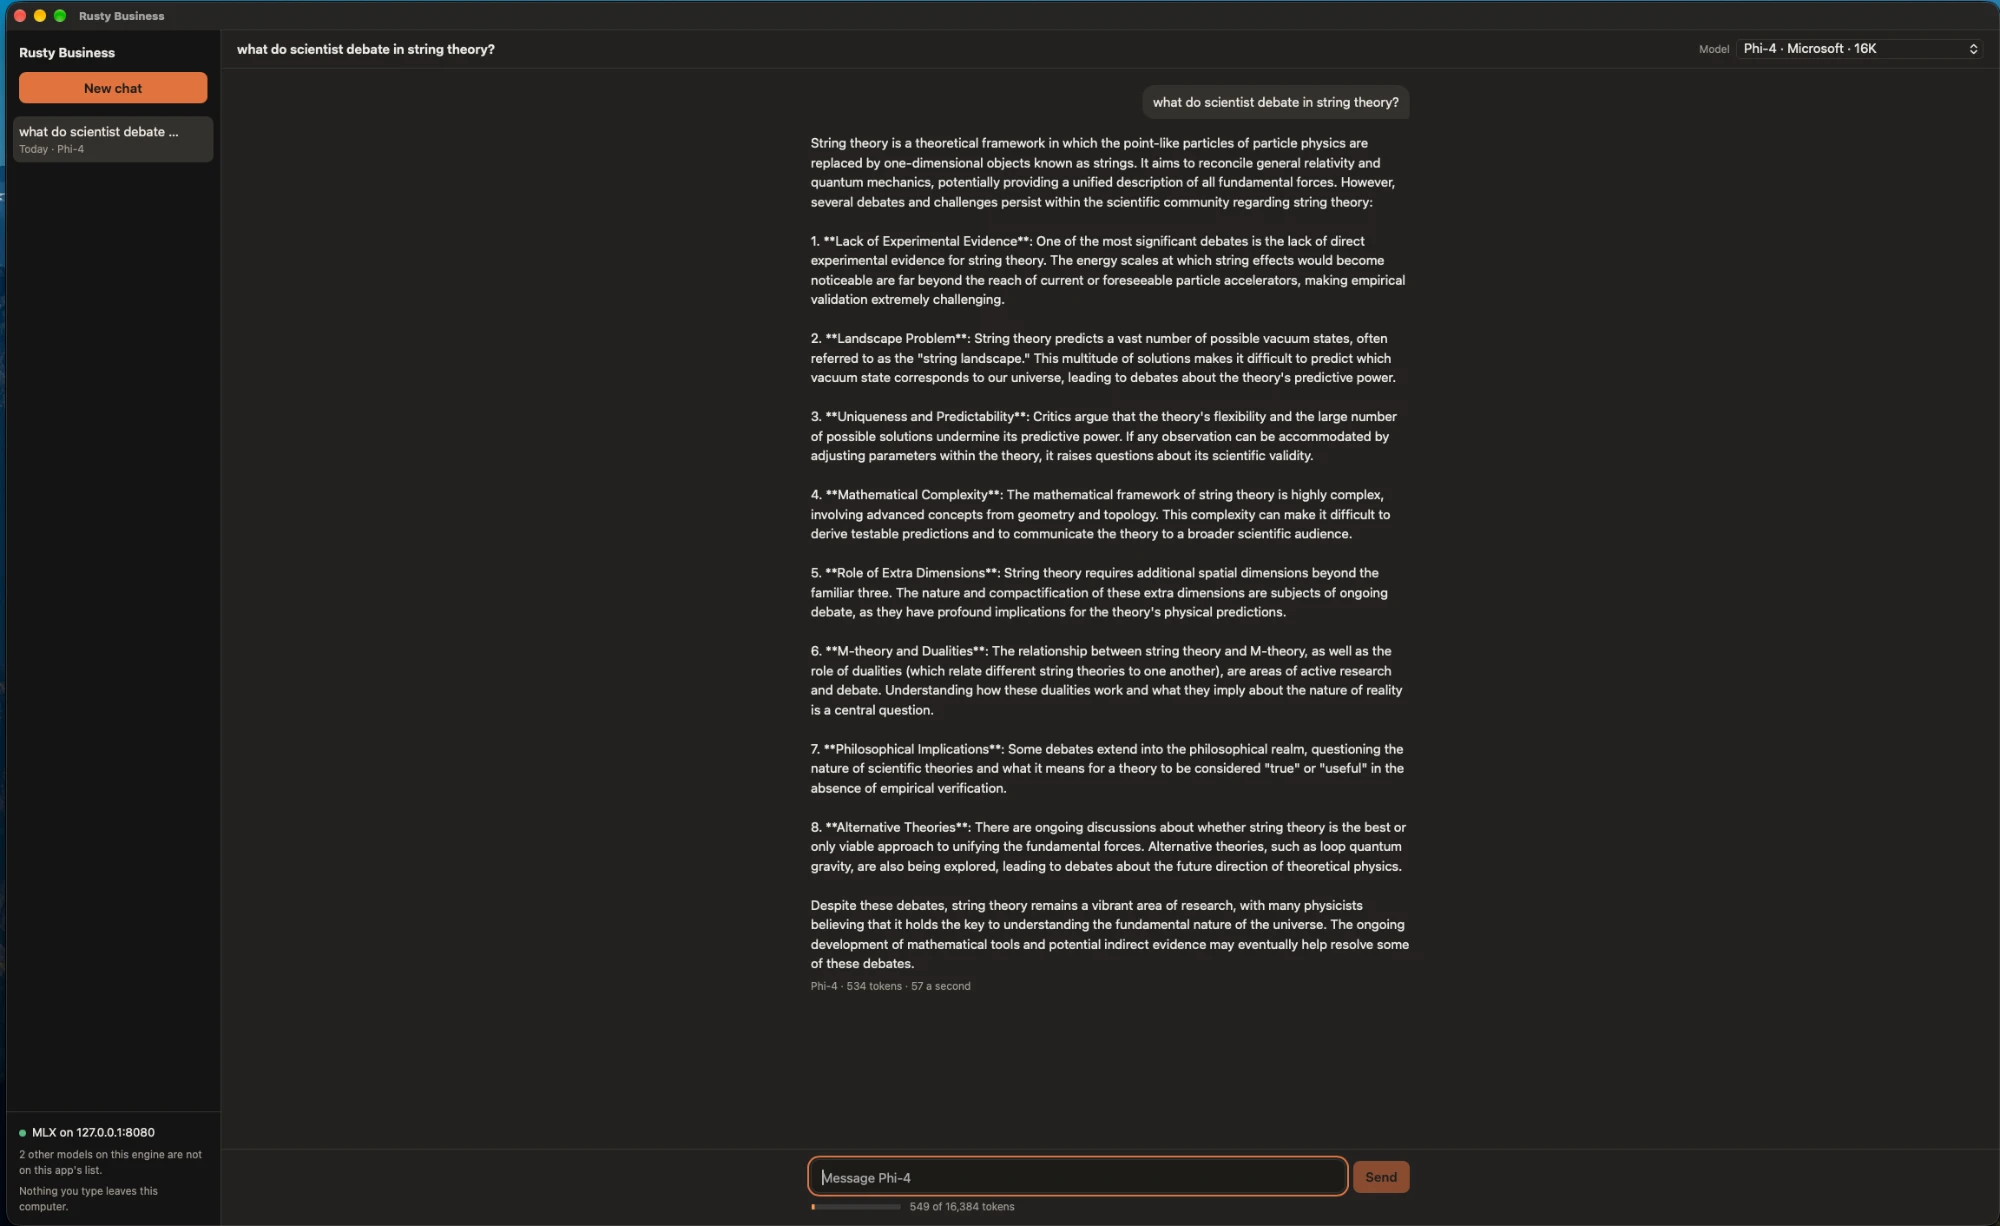 Rusty Business
Rusty Business
New chat
what do scientist debate ...
Today · Phi-4
what do scientist debate in string theory?
Model Phi-4 · Microsoft · 16K
what do scientist debate in string theory?
String theory is a theoretical framework in which the point-like particles of particle physics are
replaced by one-dimensional objects known as strings. It aims to reconcile general relativity and
quantum mechanics, potentially providing a unified description of all fundamental forces. However,
several debates and challenges persist within the scientific community regarding string theory:
1. **Lack of Experimental Evidence**: One of the most significant debates is the lack of direct
experimental evidence for string theory. The energy scales at which string effects would become
noticeable are far beyond the reach of current or foreseeable particle accelerators, making empirical
validation extremely challenging.
2. **Landscape Problem**: String theory predicts a vast number of possible vacuum states, often
referred to as the "string landscape." This multitude of solutions makes it difficult to predict which
vacuum state corresponds to our universe, leading to debates about the theory's predictive power.
3. **Uniqueness and Predictability**: Critics argue that the theory's flexibility and the large number
of possible solutions undermine its predictive power. If any observation can be accommodated by
adjusting parameters within the theory, it raises questions about its scientific validity.
4. **Mathematical Complexity**: The mathematical framework of string theory is highly complex,
involving advanced concepts from geometry and topology. This complexity can make it difficult to
derive testable predictions and to communicate the theory to a broader scientific audience.
5. **Role of Extra Dimensions**: String theory requires additional spatial dimensions beyond the
familiar three. The nature and compactification of these extra dimensions are subjects of ongoing
debate, as they have profound implications for the theory's physical predictions.
6. **M-theory and Dualities**: The relationship between string theory and M-theory, as well as the
role of dualities (which relate different string theories to one another), are areas of active research
and debate. Understanding how these dualities work and what they imply about the nature of reality
is a central question.
7. **Philosophical Implications**: Some debates extend into the philosophical realm, questioning the
nature of scientific theories and what it means for a theory to be considered "true" or "useful" in the
absence of empirical verification.
8. **Alternative Theories**: There are ongoing discussions about whether string theory is the best or
only viable approach to unifying the fundamental forces. Alternative theories, such as loop quantum
gravity, are also being explored, leading to debates about the future direction of theoretical physics.
Despite these debates, string theory remains a vibrant area of research, with many physicists
believing that it holds the key to understanding the fundamental nature of the universe. The ongoing
development of mathematical tools and potential indirect evidence may eventually help resolve some
of these debates.
Phi-4 · 534 tokens · 57 a second
MLX on 127.0.0.1:8080
2 other models on this engine are not
on this app's list.
Nothing you type leaves this
computer.
Message Phi-4
Send
549 of 16,384 tokens